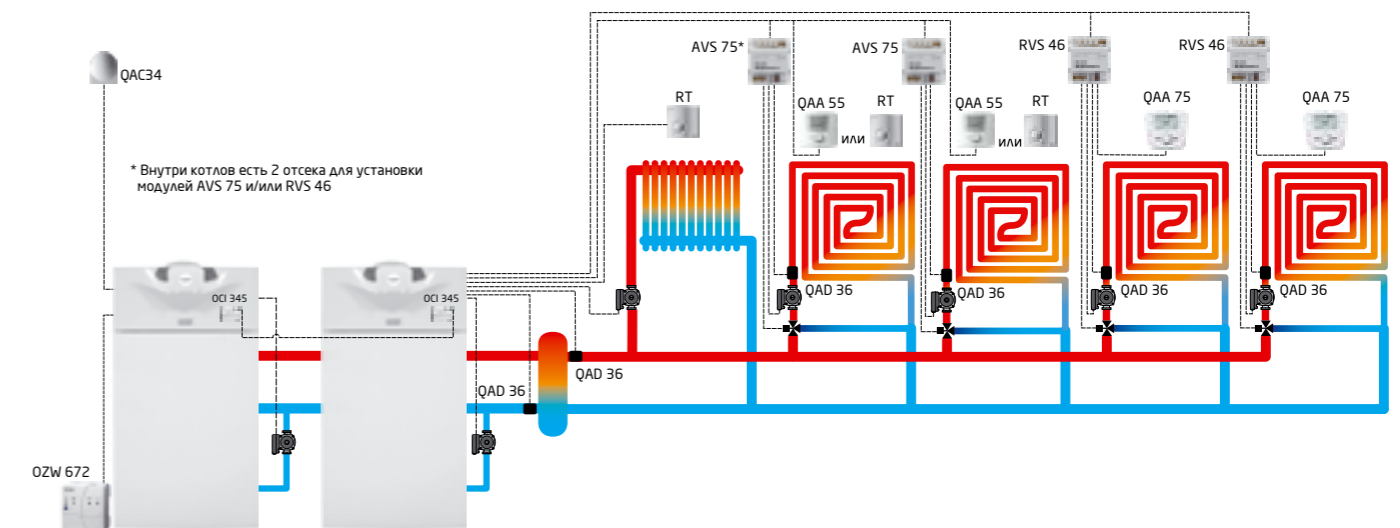 AVS 75*
AVS 75
RVS 46
RVS 46
QAC34
RT
QAA 55
или
RT
QAA 55
или
RT
QAA 75
QAA 75
* Внутри котлов есть 2 отсека для установки
модулей AVS 75 и/или RVS 46
OCI 345
OCI 345
QAD 36
QAD 36
QAD 36
QAD 36
QAD 36
QAD 36
OZW 672